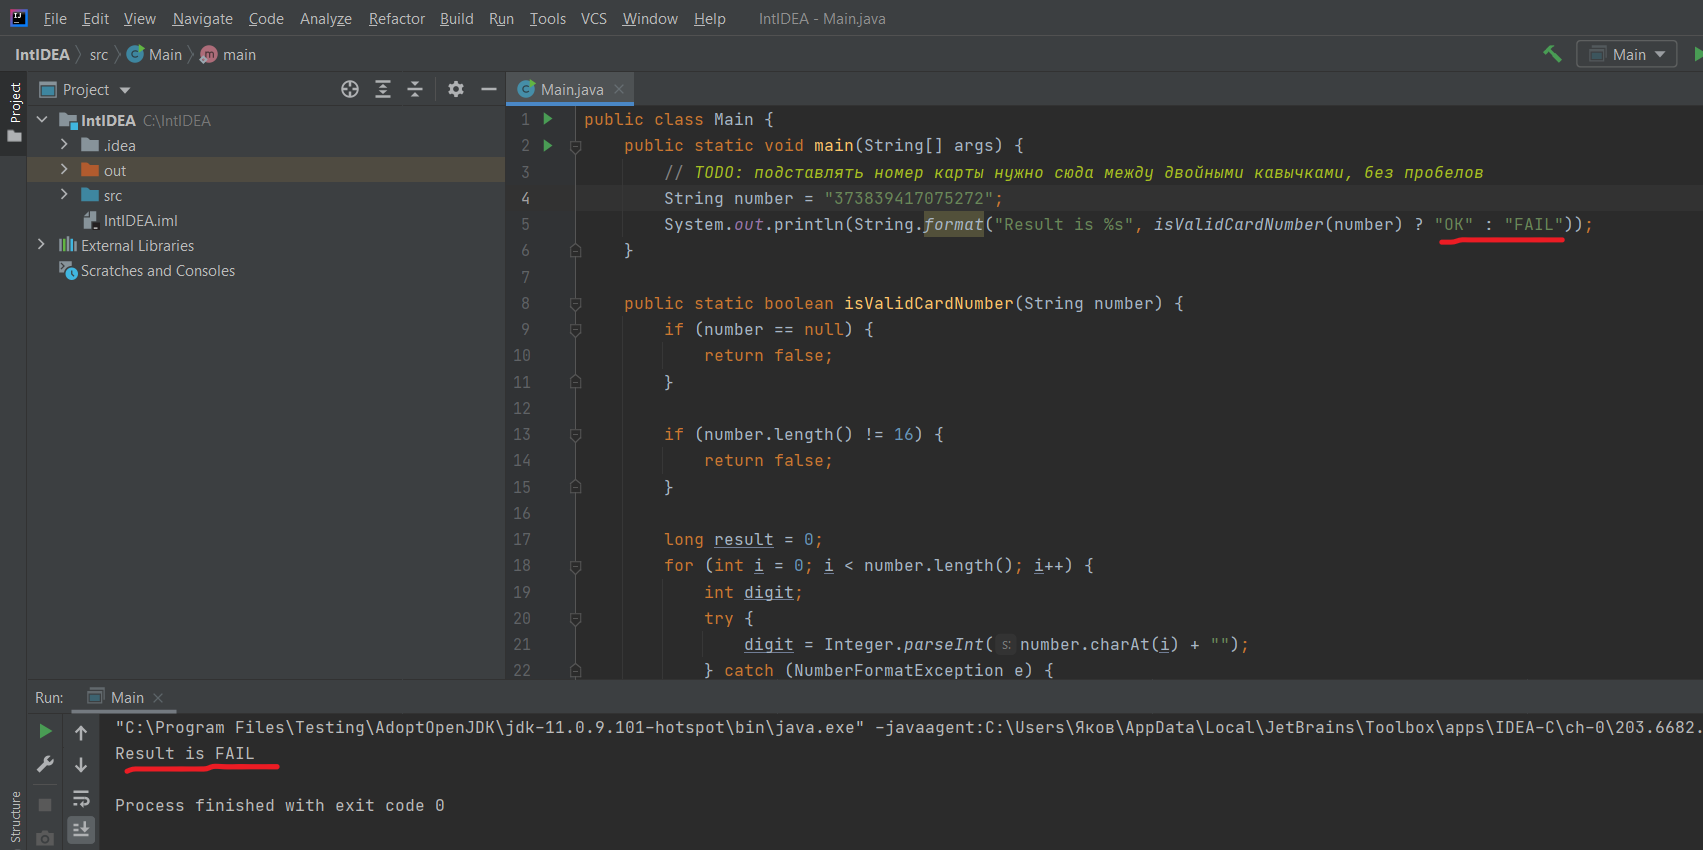 File Edit View Navigate Code Analyze Refactor Build Run Tools VCS Window Help IntIDEA - Main.java
IntIDEA src Main main Main
Project Main.java
Project
IntIDEA C:\IntIDEA
.idea
out
src
IntIDEA.iml
External Libraries
Scratches and Consoles
1 public class Main {
2 public static void main(String[] args) {
3 // TODO: подставлять номер карты нужно сюда между двойными кавычками, без пробелов
4 String number = "373839417075272";
5 System.out.println(String.format("Result is %s", isValidCardNumber(number) ? "OK" : "FAIL"));
6 }
7
8 public static boolean isValidCardNumber(String number) {
9 if (number == null) {
10 return false;
11 }
12
13 if (number.length() != 16) {
14 return false;
15 }
16
17 long result = 0;
18 for (int i = 0; i < number.length(); i++) {
19 int digit;
20 try {
21 digit = Integer.parseInt( s: number.charAt(i) + "");
22 } catch (NumberFormatException e) {
Run: Main
"C:\Program Files\Testing\AdoptOpenJDK\jdk-11.0.9.101-hotspot\bin\java.exe" -javaagent:C:\Users\Яков\AppData\Local\JetBrains\Toolbox\apps\IDEA-C\ch-0\203.6682.
Result is FAIL
Process finished with exit code 0
Structure